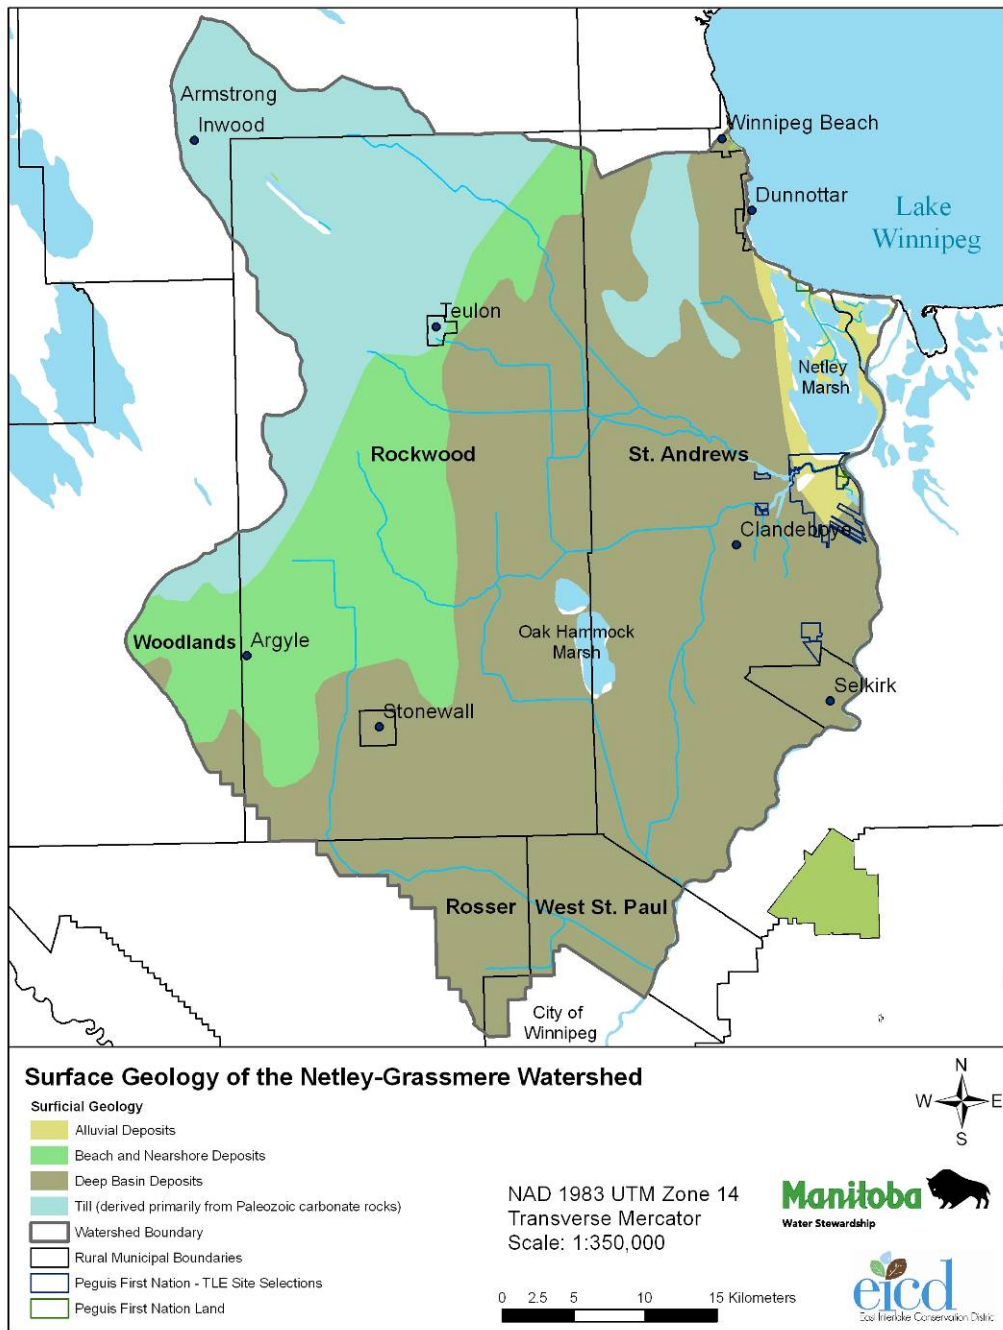 Armstrong
Inwood
Winnipeg Beach
Dunnottar
Lake
Winnipeg
Teulon
Netley
Marsh
Rockwood
St. Andrews
Clandeboye
Oak Hammock
Marsh
Woodlands
Argyle
Selkirk
Stonewall
Rosser
West St. Paul
City of
Winnipeg
Surface Geology of the Netley-Grassmere Watershed
Surficial Geology
Alluvial Deposits
Beach and Nearshore Deposits
Deep Basin Deposits
Till (derived primarily from Paleozoic carbonate rocks)
Watershed Boundary
Rural Municipal Boundaries
Peguis First Nation - TLE Site Selections
Peguis First Nation Land
NAD 1983 UTM Zone 14
Transverse Mercator
Scale: 1:350,000
0 2.5 5 10 15 Kilometers
N
W E
S
Manitoba
Water Stewardship
eicd
East Interlake Conservation District